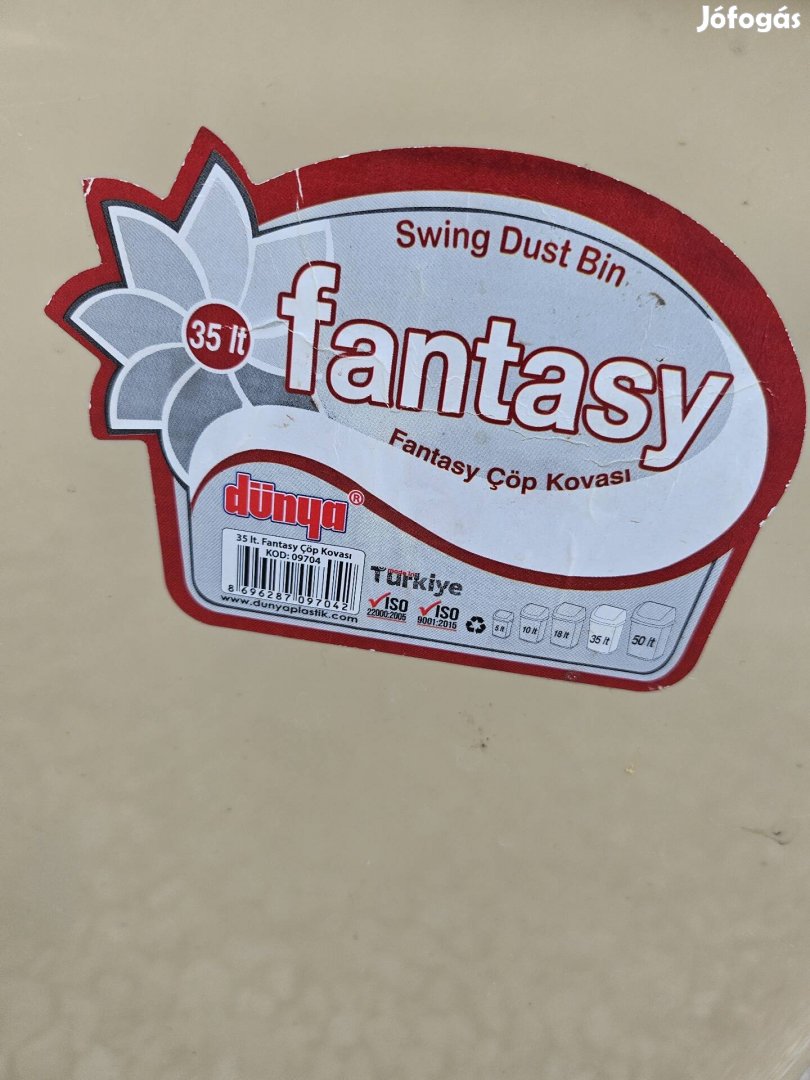 Jófogás
Swing Dust Bin
35 lt
fantasy
Fantasy Çöp Kovası
dünya®
35 lt. Fantasy Çöp Kovası
KOD: 09704
8 696287 097042
www.dunyaplastik.com
made in
Türkiye
ISO
22000:2005
ISO
9001:2015
5 lt
10 lt
18 lt
35 lt
50 lt